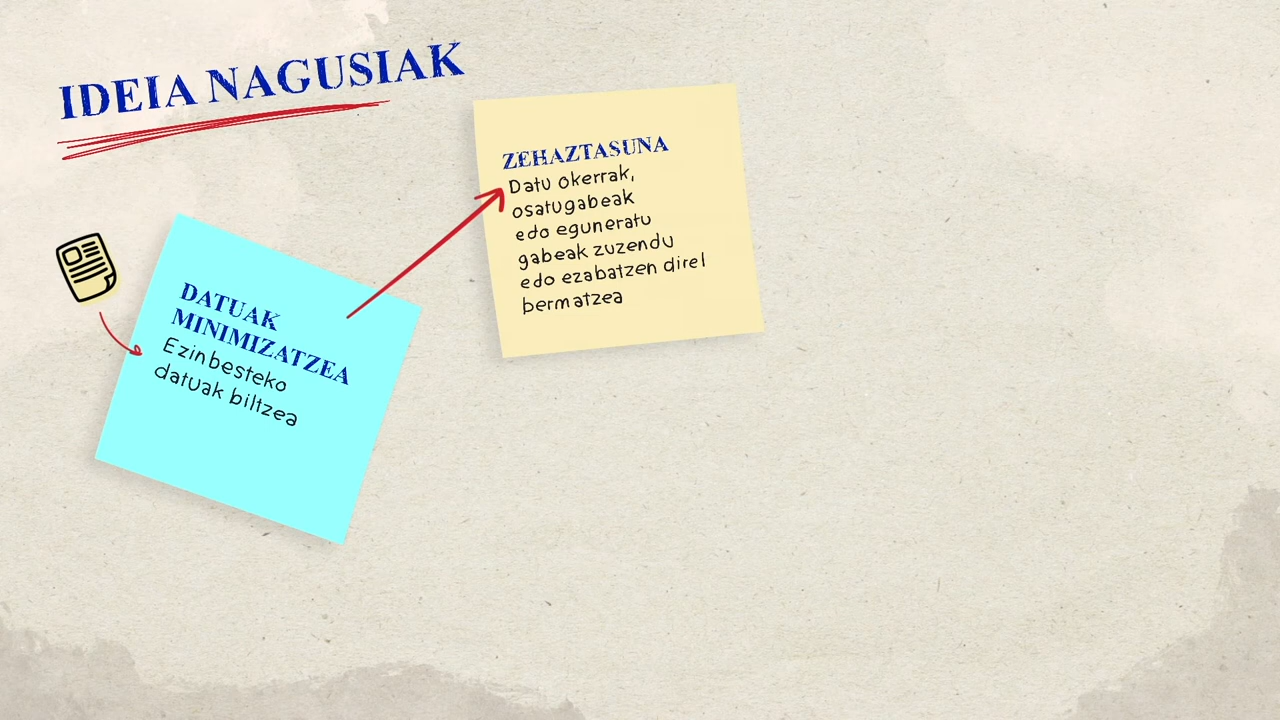 IDEIA NAGUSIAK
ZEHAZTASUNA
Datu okerrak,
osatugabeak
edo eguneratu
gabeak zuzendu
edo ezabatzen direl
bermatzea
DATUAK
MINIMIZATZEA
Ezinbesteko
datuak biltzea